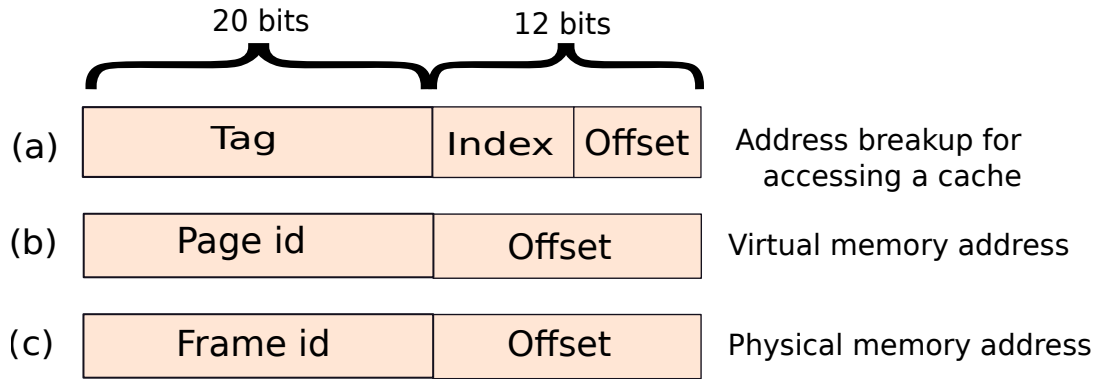 20 bits 12 bits
(a) Tag Index Offset Address breakup for
accessing a cache
(b) Page id Offset Virtual memory address
(c) Frame id Offset Physical memory address